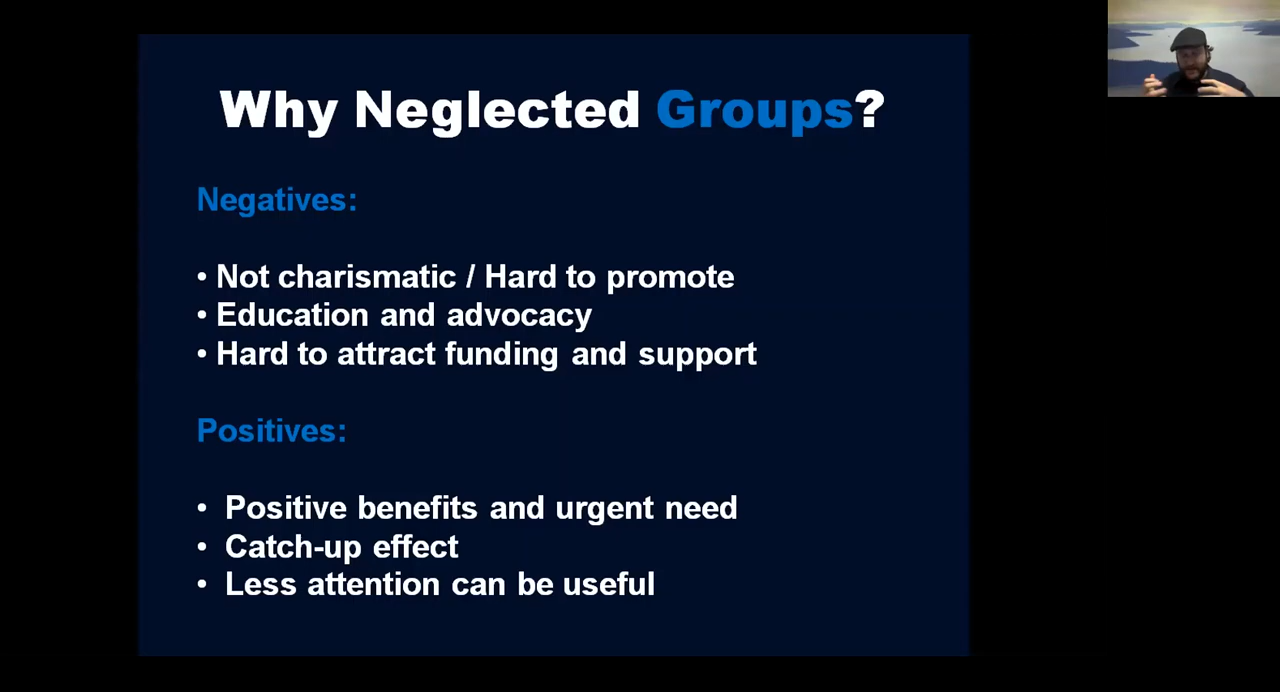 Why Neglected Groups?
Negatives:
• Not charismatic / Hard to promote
• Education and advocacy
• Hard to attract funding and support
Positives:
• Positive benefits and urgent need
• Catch-up effect
• Less attention can be useful